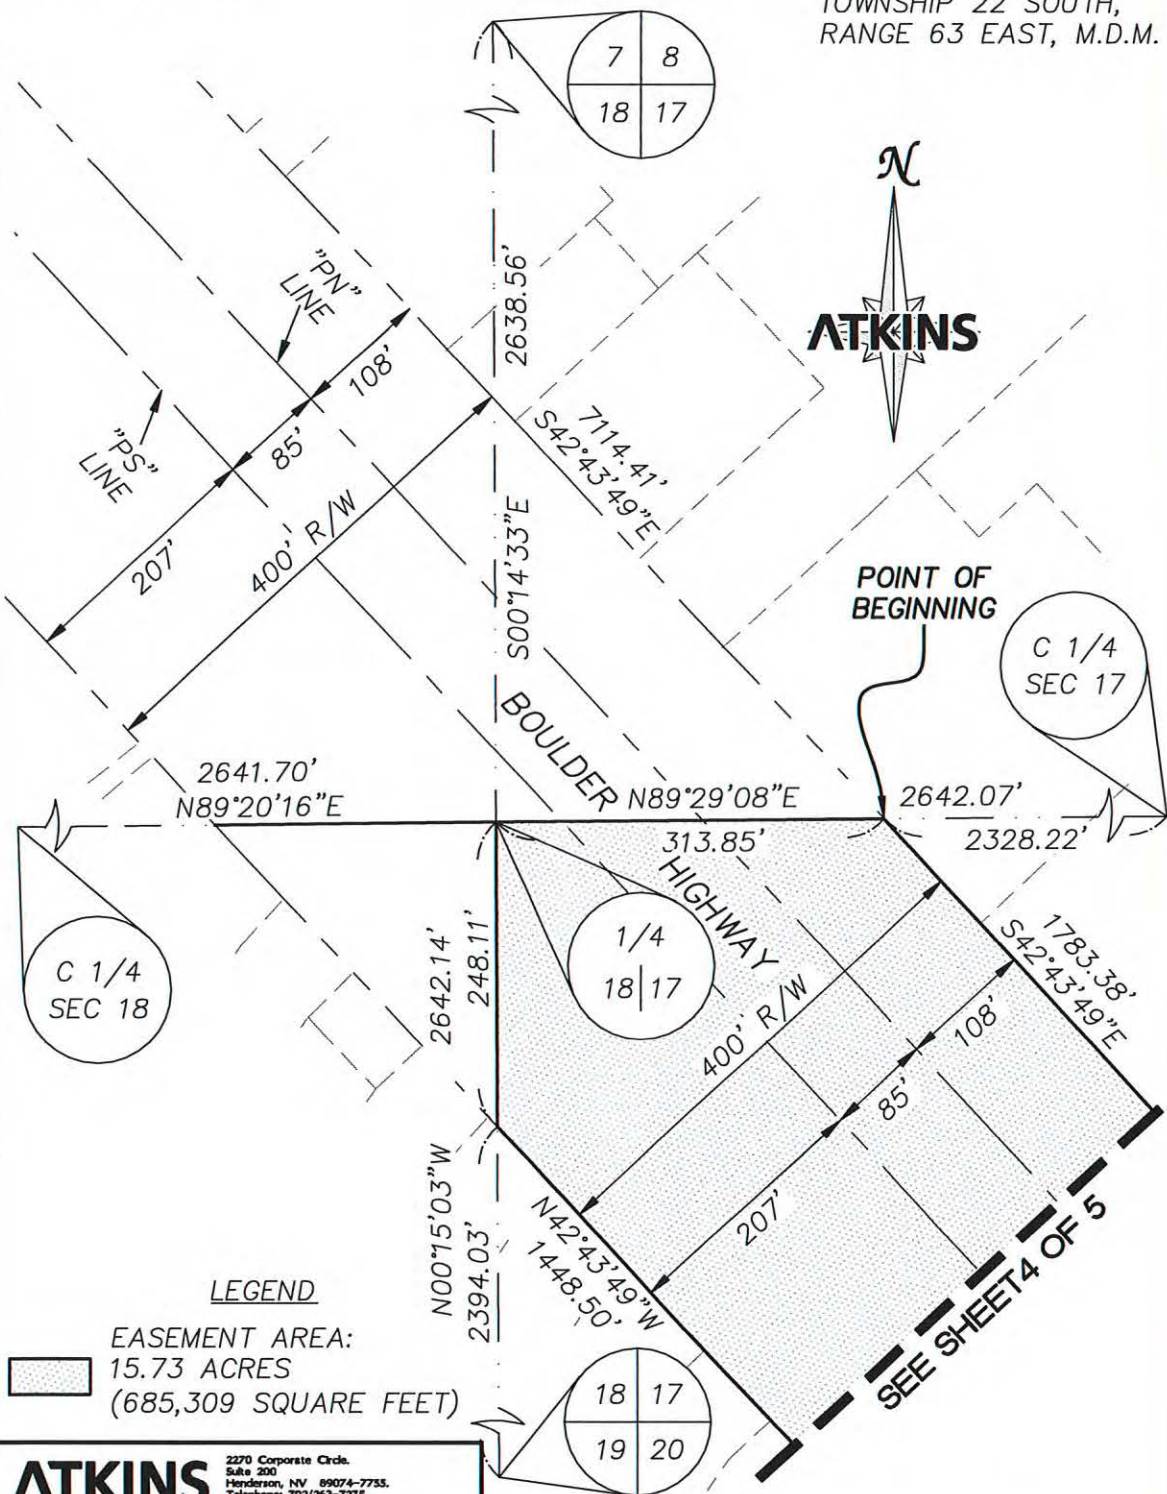 TOWNSHIP 22 SOUTH,
RANGE 63 EAST, M.D.M.
7 8
18 17
N
ATKINS
2638.56'
"PN"
LINE
108'
"PS"
LINE
85'
7114.41'
S42°43'49"E
400' R/W
207'
S00°14'33"E
POINT OF
BEGINNING
C 1/4
SEC 17
BOULDER
HIGHWAY
2641.70'
N89°20'16"E
N89°29'08"E
313.85'
2642.07'
2328.22'
C 1/4
SEC 18
2642.14'
248.11'
1/4
18 17
1783.38'
S42°43'49"E
400' R/W
108'
85'
207'
N00°15'03"W
2394.03'
N42°43'49"W
1448.50'
SEE SHEET4 OF 5
LEGEND
EASEMENT AREA:
15.73 ACRES
(685,309 SQUARE FEET)
18 17
19 20
ATKINS
2270 Corporate Circle.
Suite 200
Henderson, NV 89074-7755.